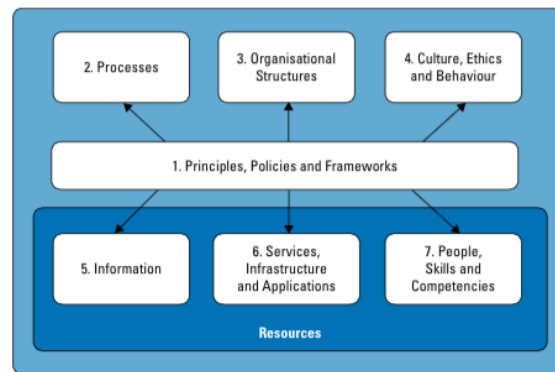 2. Processes
3. Organisational
Structures
4. Culture, Ethics
and Behaviour
1. Principles, Policies and Frameworks
5. Information
6. Services,
Infrastructure
and Applications
7. People,
Skills and
Competencies
Resources